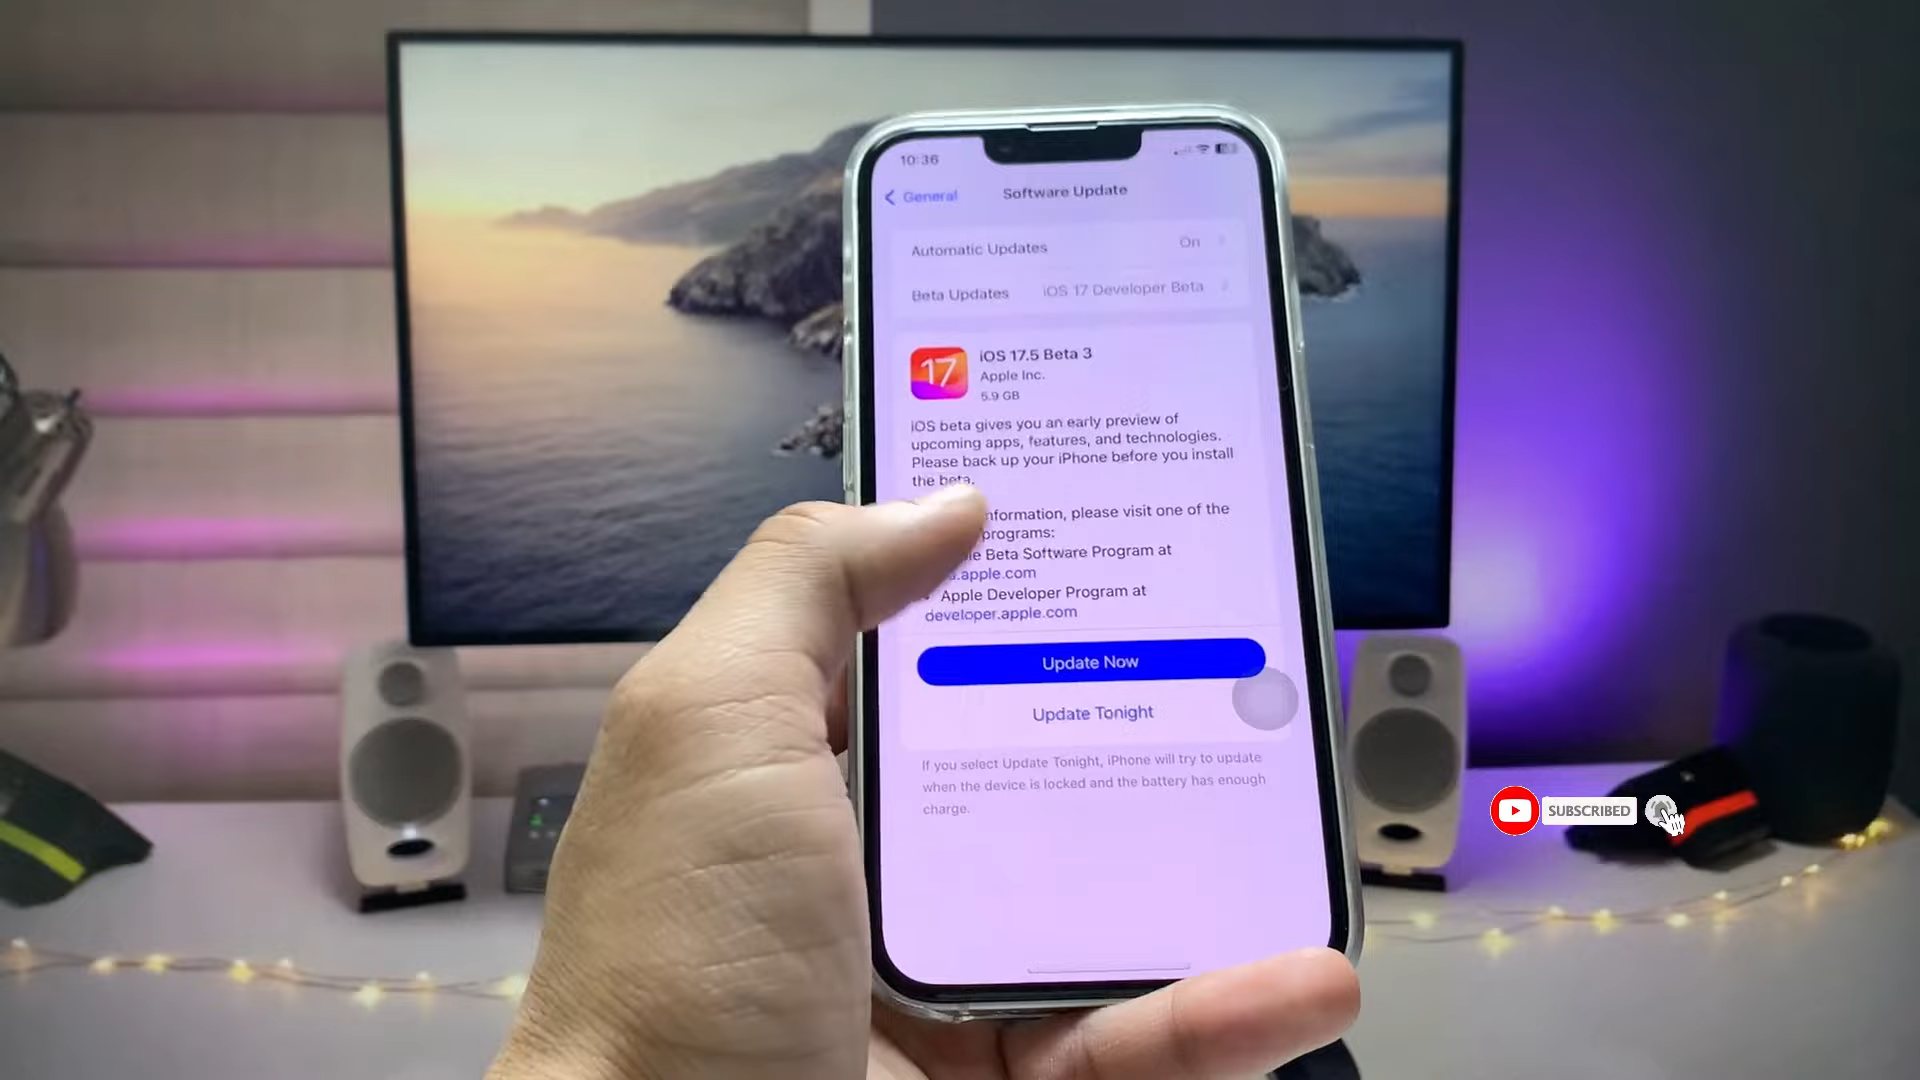 10:36
General
Software Update
Automatic Updates
On
Beta Updates
iOS 17 Developer Beta
17
iOS 17.5 Beta 3
Apple Inc.
5.9 GB
iOS beta gives you an early preview of
upcoming apps, features, and technologies.
Please back up your iPhone before you install
the beta.
information, please visit one of the
programs:
Beta Software Program at
.apple.com
Apple Developer Program at
developer.apple.com
Update Now
Update Tonight
If you select Update Tonight, iPhone will try to update
when the device is locked and the battery has enough
charge.
SUBSCRIBED